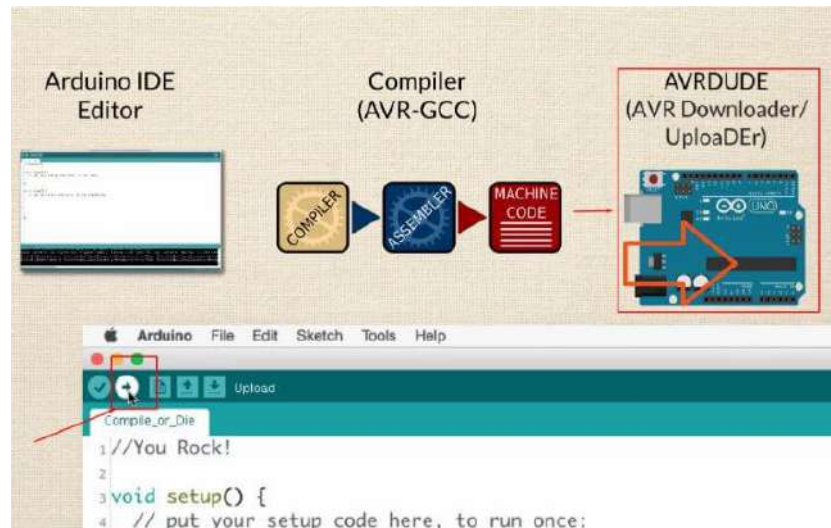 Arduino IDE
Editor
Compiler
(AVR-GCC)
AVRDUDE
(AVR Downloader/
UploaDEr)
COMPILER
ASSEMBLER
MACHINE
CODE
UNO
Arduino File Edit Sketch Tools Help
Upload
Compile_or_Die
1 //You Rock!
2
3 void setup() {
4 // put your setup code here, to run once: